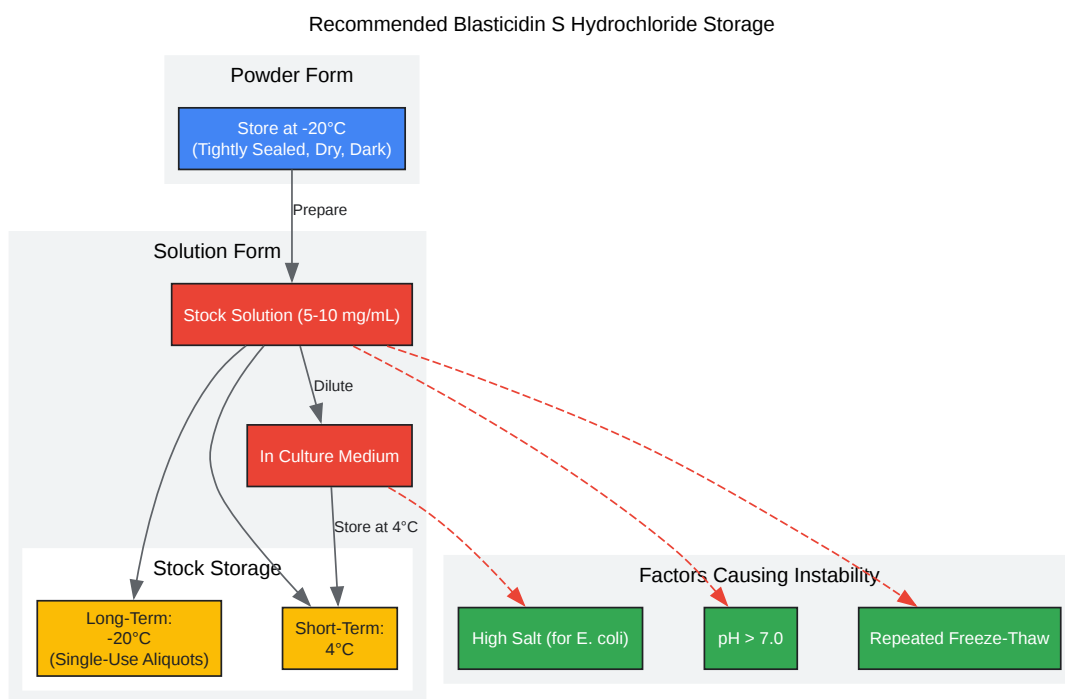 Recommended Blasticidin S Hydrochloride Storage
Powder Form
Store at -20°C
(Tightly Sealed, Dry, Dark)
Prepare
Solution Form
Stock Solution (5-10 mg/mL)
Dilute
In Culture Medium
Store at 4°C
Stock Storage
Long-Term:
-20°C
(Single-Use Aliquots)
Short-Term:
4°C
Factors Causing Instability
High Salt (for E. coli)
pH > 7.0
Repeated Freeze-Thaw